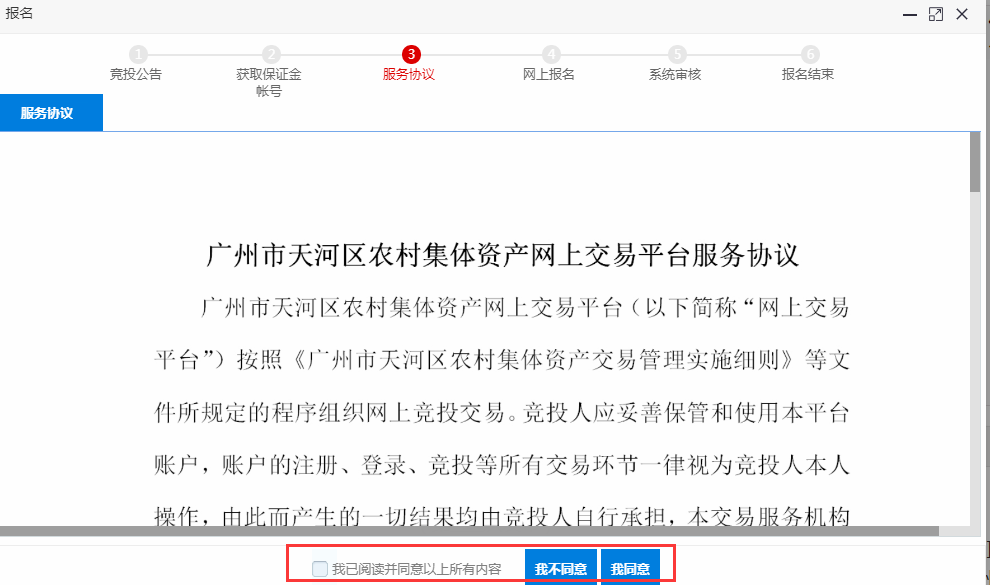 报名
1 2 3 4 5 6
竞投公告 获取保证金 服务协议 网上报名 系统审核 报名结束
帐号
服务协议
广州市天河区农村集体资产网上交易平台服务协议
广州市天河区农村集体资产网上交易平台（以下简称“网上交易
平台”）按照《广州市天河区农村集体资产交易管理实施细则》等文
件所规定的程序组织网上竞投交易。竞投人应妥善保管和使用本平台
账户，账户的注册、登录、竞投等所有交易环节一律视为竞投人本人
操作，由此而产生的一切结果均由竞投人自行承担，本交易服务机构
我已阅读并同意以上所有内容 我不同意 我同意